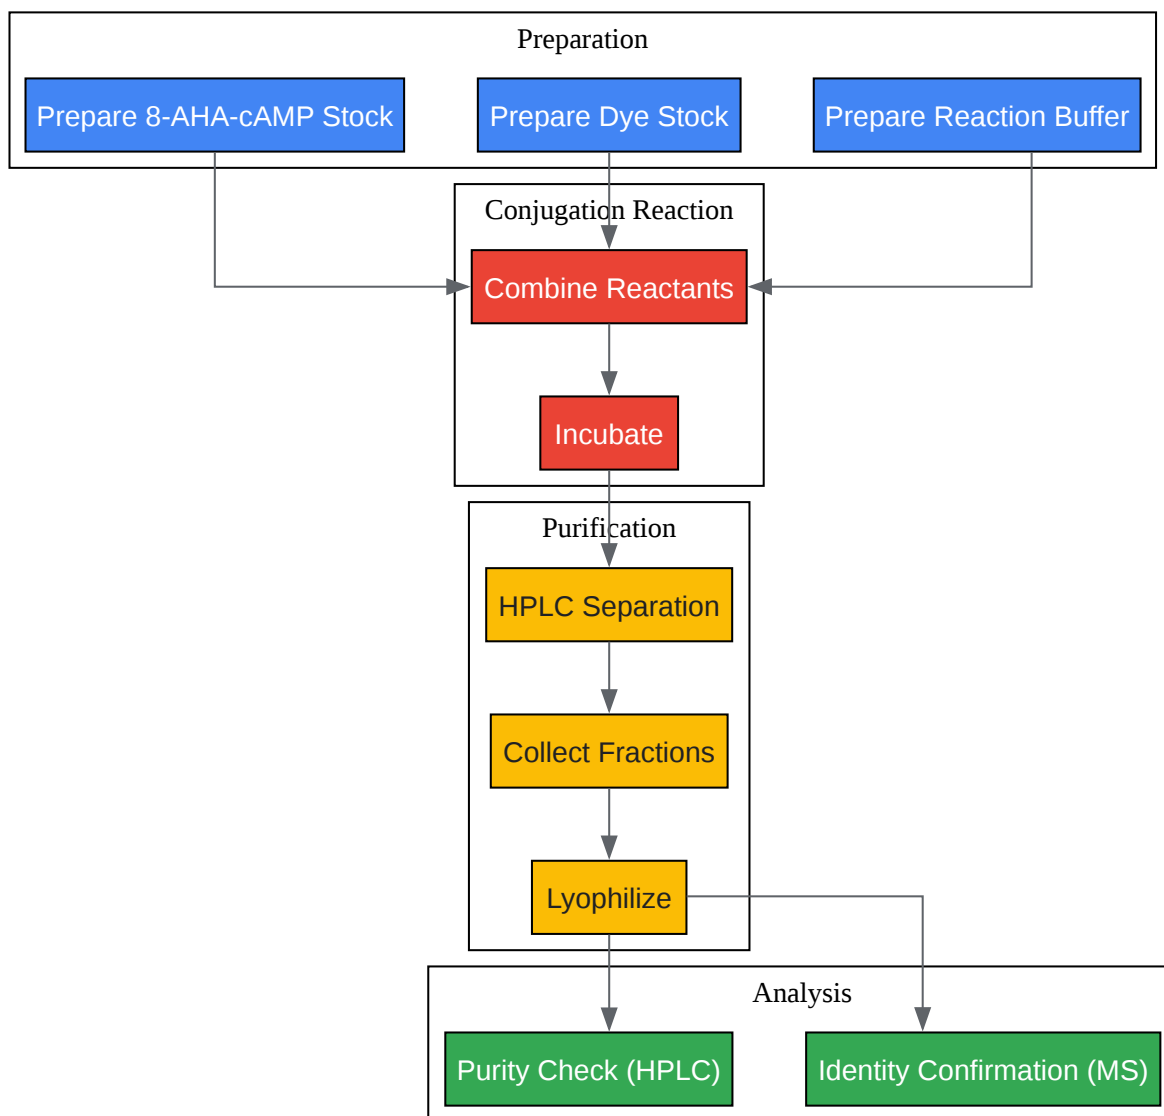 Preparation
Prepare 8-AHA-cAMP Stock
Prepare Dye Stock
Prepare Reaction Buffer
Conjugation Reaction
Combine Reactants
Incubate
Purification
HPLC Separation
Collect Fractions
Lyophilize
Analysis
Purity Check (HPLC)
Identity Confirmation (MS)